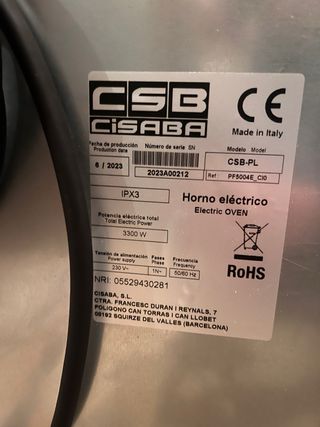 CSB
CiSABA
CE
Made in Italy
Fecha de producción Número de serie SN Modelo Model
Production date
6 / 2023 2023A00212 CSB-PL
Ref: PF5004E_CI0
IPX3 Horno eléctrico
Electric OVEN
Potencia eléctrica total
Total Electric Power
3300 W
Tensión de alimentación Fases Frecuencia
Power supply Phase Frequency
230 V~ 1N~ 50/60 Hz
RoHS
NRI: 05529430281
CISABA, S.L.
CTRA. FRANCESC DURAN I REYNALS, 7
POLIGONO CAN TORRAS I CAN LLOBET
08192 SQUIRZE DEL VALLES (BARCELONA)